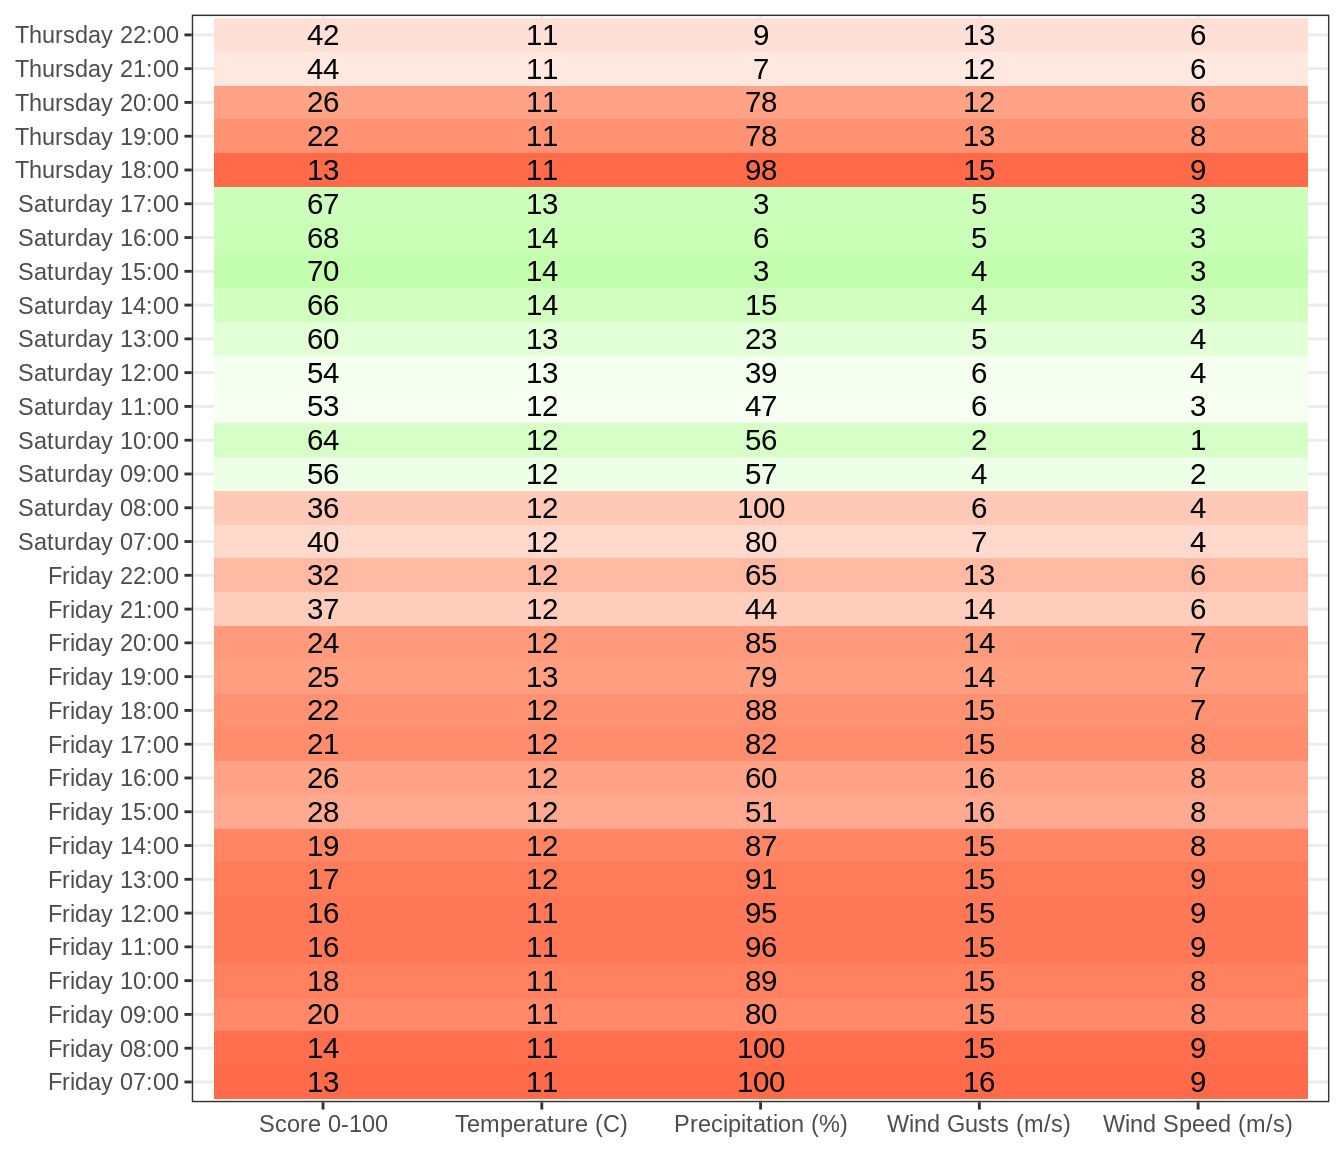 Thursday 22:00 42 11 9 13 6
Thursday 21:00 44 11 7 12 6
Thursday 20:00 26 11 78 12 6
Thursday 19:00 22 11 78 13 8
Thursday 18:00 13 11 98 15 9
Saturday 17:00 67 13 3 5 3
Saturday 16:00 68 14 6 5 3
Saturday 15:00 70 14 3 4 3
Saturday 14:00 66 14 15 4 3
Saturday 13:00 60 13 23 5 4
Saturday 12:00 54 13 39 6 4
Saturday 11:00 53 12 47 6 3
Saturday 10:00 64 12 56 2 1
Saturday 09:00 56 12 57 4 2
Saturday 08:00 36 12 100 6 4
Saturday 07:00 40 12 80 7 4
Friday 22:00 32 12 65 13 6
Friday 21:00 37 12 44 14 6
Friday 20:00 24 12 85 14 7
Friday 19:00 25 13 79 14 7
Friday 18:00 22 12 88 15 7
Friday 17:00 21 12 82 15 8
Friday 16:00 26 12 60 16 8
Friday 15:00 28 12 51 16 8
Friday 14:00 19 12 87 15 8
Friday 13:00 17 12 91 15 9
Friday 12:00 16 11 95 15 9
Friday 11:00 16 11 96 15 9
Friday 10:00 18 11 89 15 8
Friday 09:00 20 11 80 15 8
Friday 08:00 14 11 100 15 9
Friday 07:00 13 11 100 16 9
Score 0-100 Temperature (C) Precipitation (%) Wind Gusts (m/s) Wind Speed (m/s)